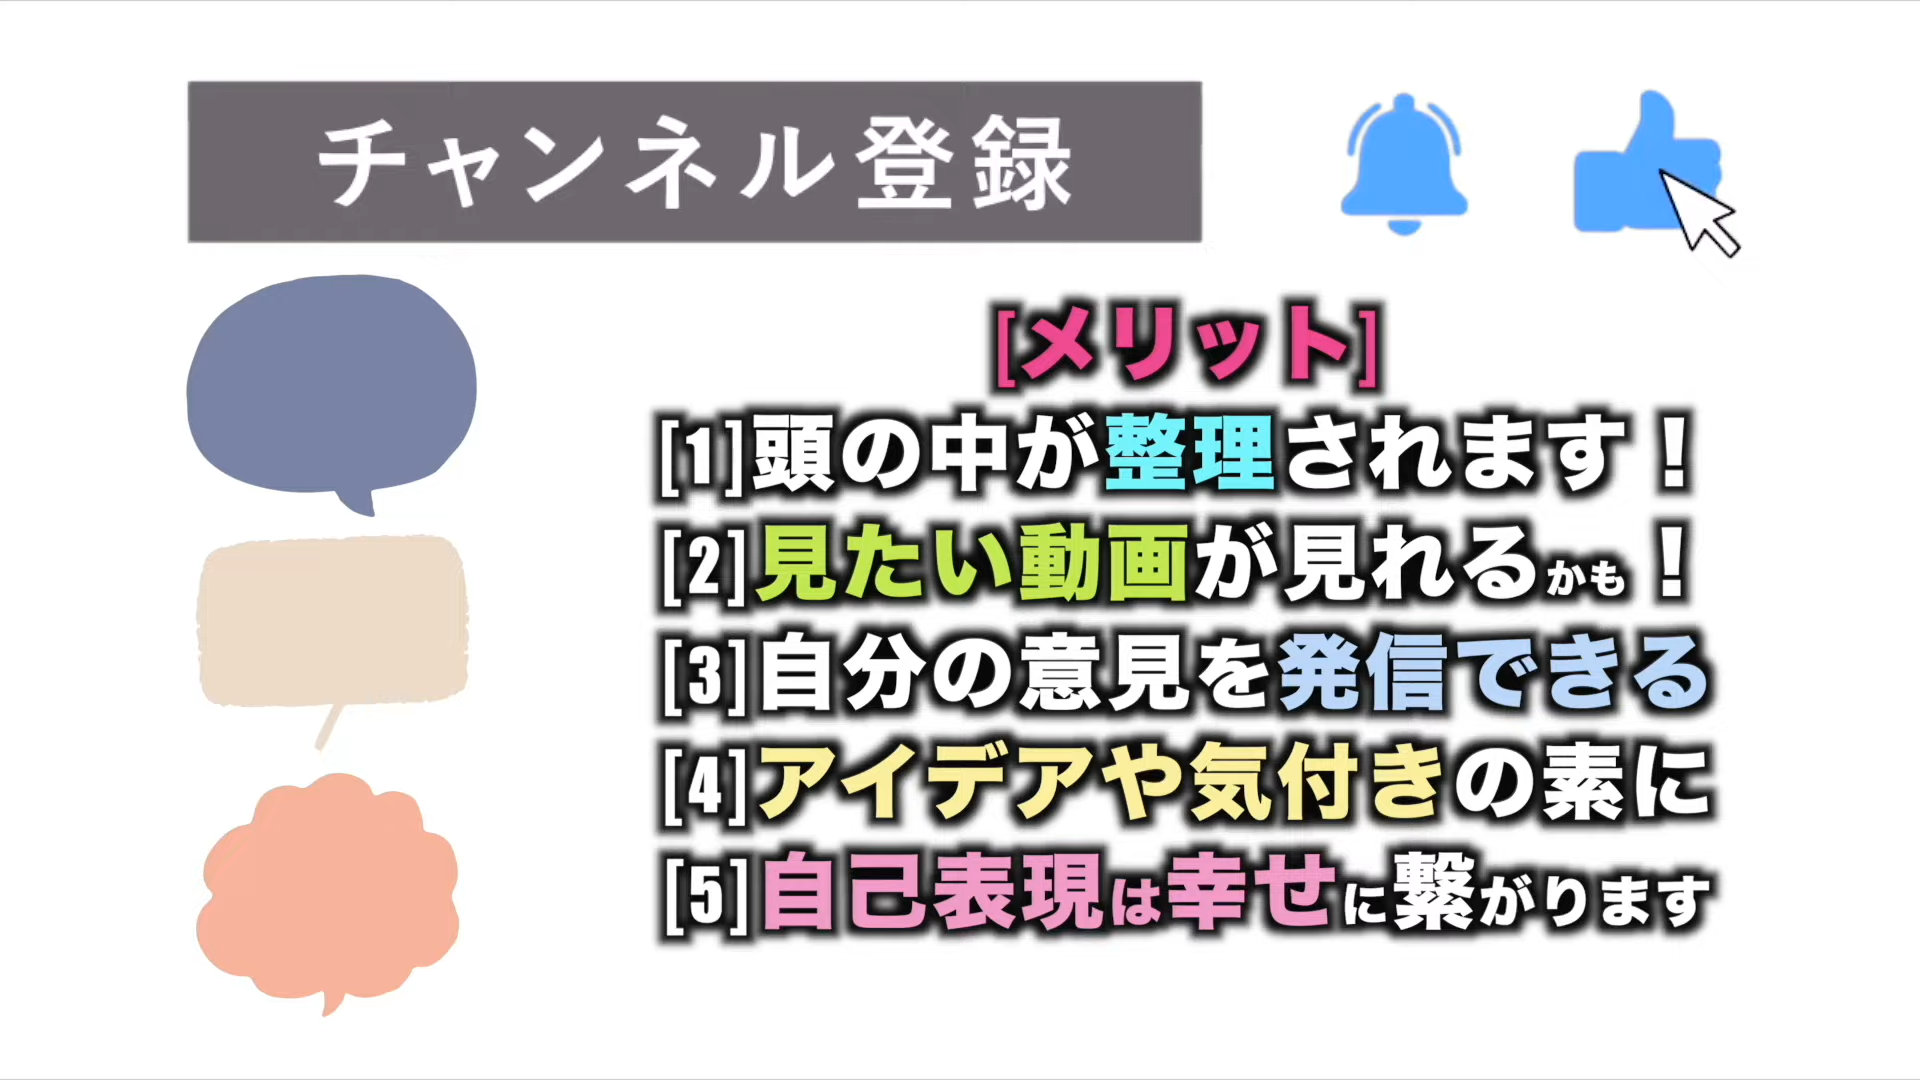 チャンネル登録
[メリット]
[1]頭の中が整理されます！
[2]見たい動画が見れるかも！
[3]自分の意見を発信できる
[4]アイデアや気付きの素に
[5]自己表現は幸せに繋がります